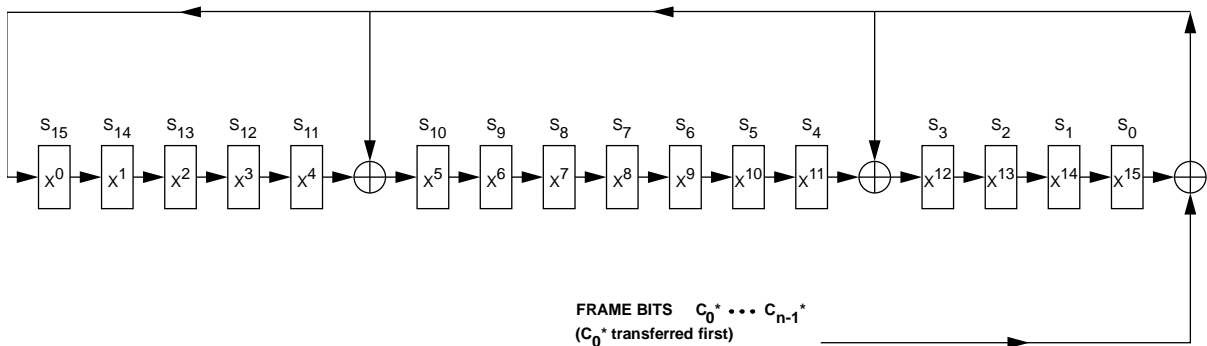 S15 S14 S13 S12 S11 S10 S9 S8 S7 S6 S5 S4 S3 S2 S1 S0
X0 X1 X2 X3 X4 X5 X6 X7 X8 X9 X10 X11 X12 X13 X14 X15
FRAME BITS C0* • • • Cn-1*
(C0* transferred first)